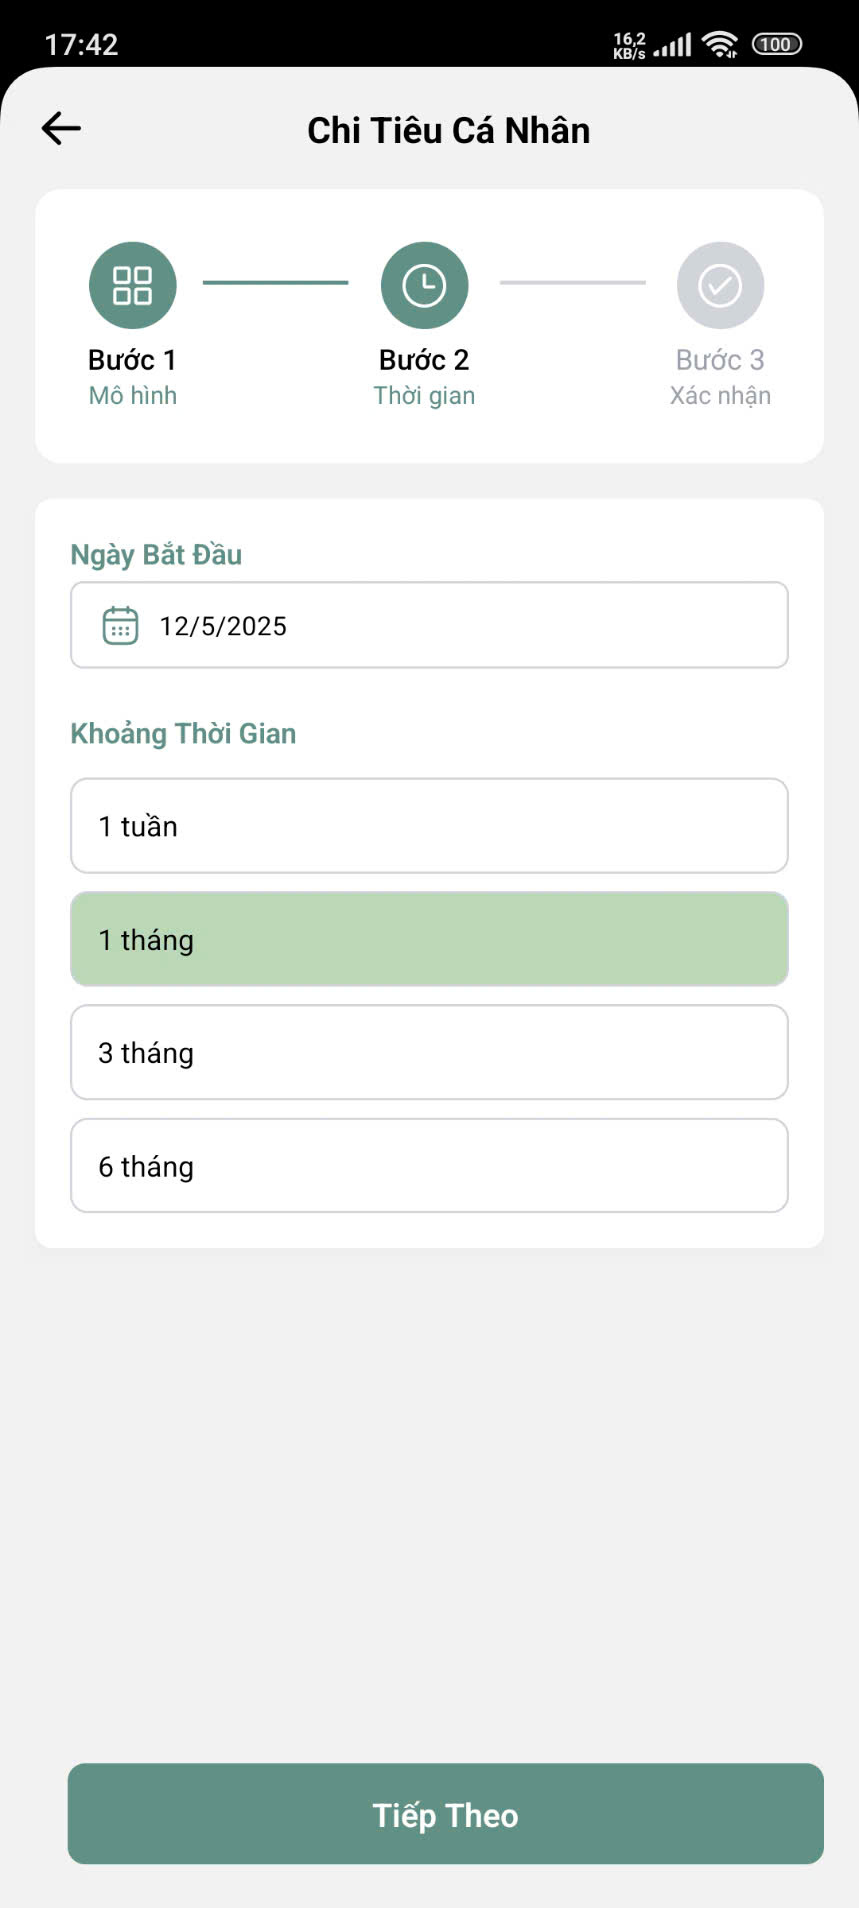 17:42
16,2
KB/s
100
Chi Tiêu Cá Nhân
Bước 1
Mô hình
Bước 2
Thời gian
Bước 3
Xác nhận
Ngày Bắt Đầu
12/5/2025
Khoảng Thời Gian
1 tuần
1 tháng
3 tháng
6 tháng
Tiếp Theo